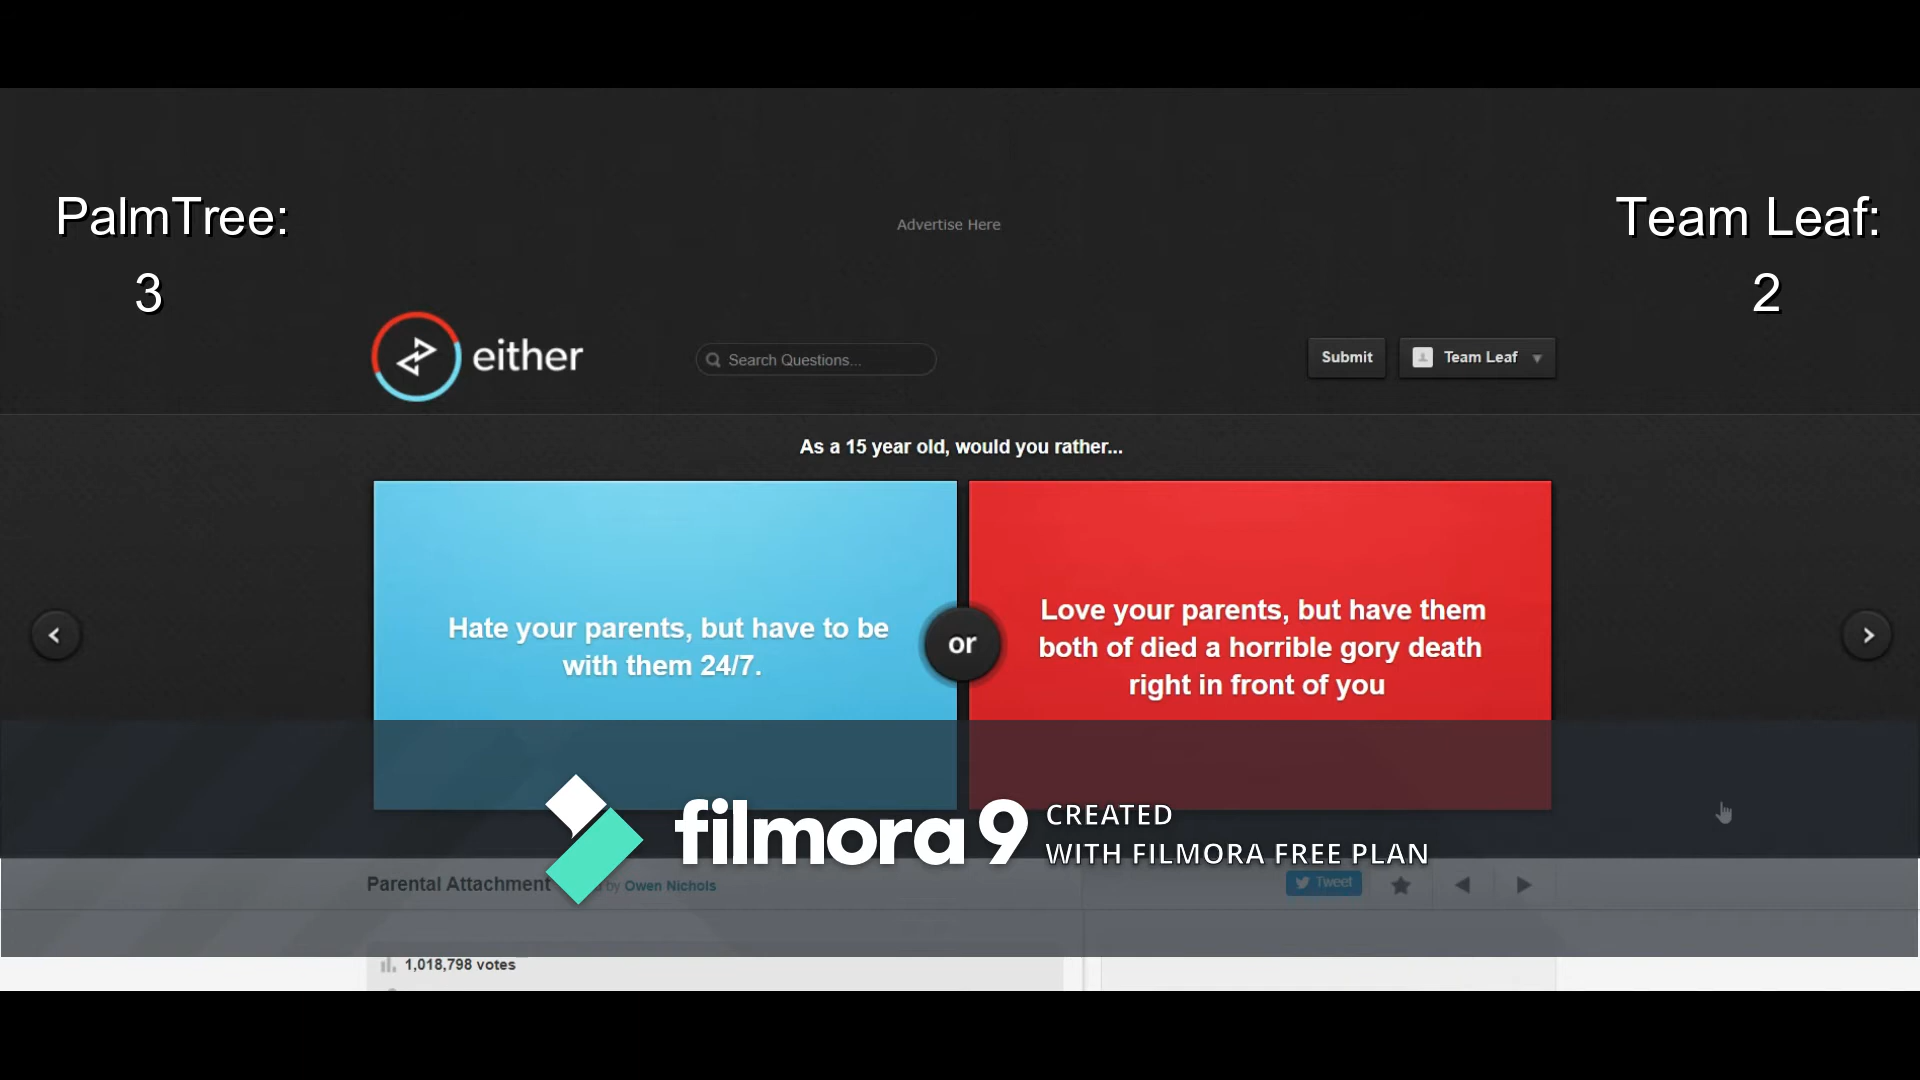 PalmTree:
3
Advertise Here
Team Leaf:
2
either
Search Questions...
Submit
Team Leaf
As a 15 year old, would you rather...
Hate your parents, but have to be
with them 24/7.
or
Love your parents, but have them
both of died a horrible gory death
right in front of you
filmora9
CREATED
WITH FILMORA FREE PLAN
Parental Attachment
by Owen Nichols
Tweet
1,018,798 votes